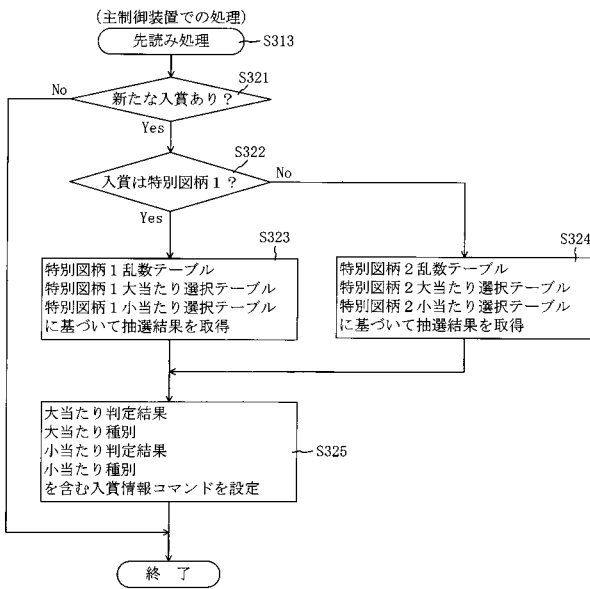 (主制御装置での処理)
先読み処理
S313
S321
No
新たな入賞あり?
Yes
S322
入賞は特別図柄1?
No
Yes
S323
特別図柄1乱数テーブル
特別図柄1大当たり選択テーブル
特別図柄1小当たり選択テーブル
に基づいて抽選結果を取得
S324
特別図柄2乱数テーブル
特別図柄2大当たり選択テーブル
特別図柄2小当たり選択テーブル
に基づいて抽選結果を取得
大当たり判定結果
大当たり種別
小当たり判定結果
小当たり種別
を含む入賞情報コマンドを設定
S325
終 了